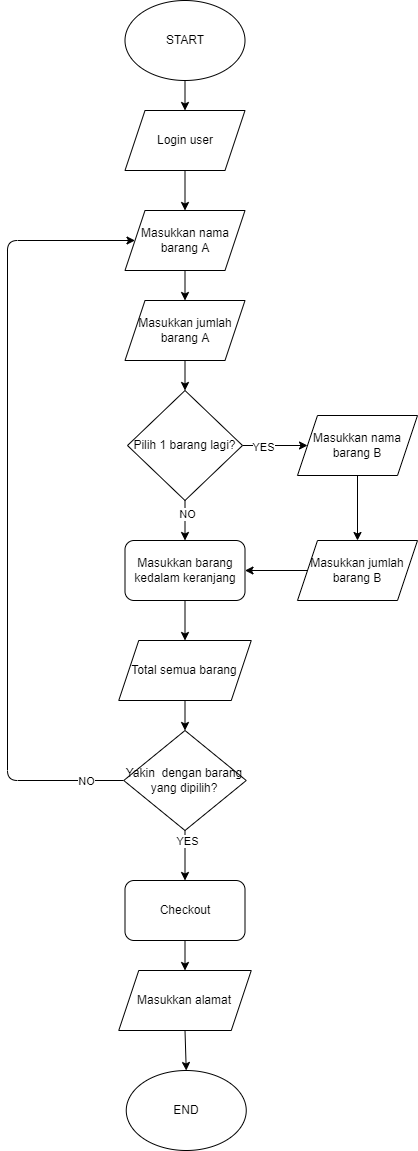 START
Login user
Masukkan nama
barang A
Masukkan jumlah
barang A
Pilih 1 barang lagi?
YES
Masukkan nama
barang B
NO
Masukkan barang
kedalam keranjang
Masukkan jumlah
barang B
Total semua barang
Yakin  dengan barang
yang dipilih?
NO
YES
Checkout
Masukkan alamat
END